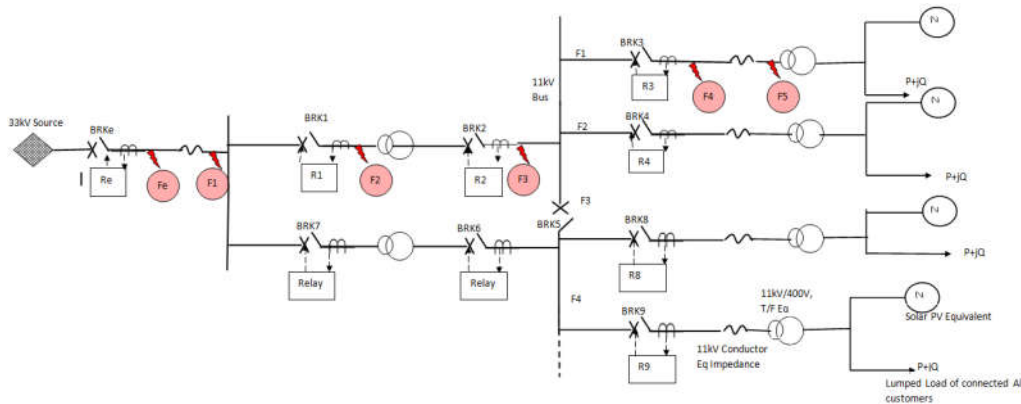 33kV Source
BRKe
Re
Fe
F1
BRK1
R1
F2
BRK2
R2
F3
11kV
Bus
F1
BRK3
R3
F4
F5
P+jQ
F2
BRK4
R4
P+jQ
F3
BRK5
BRK7
Relay
BRK6
Relay
BRK8
R8
P+jQ
F4
BRK9
R9
11kV Conductor
Eq Impedance
11kV/400V,
T/F Eq
Solar PV Equivalent
P+jQ
Lumped Load of connected
customers